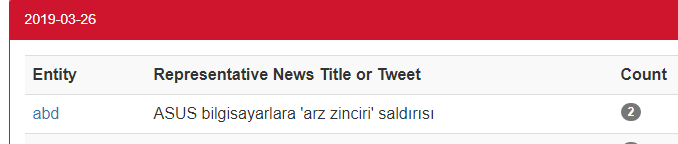 2019-03-26
Entity Representative News Title or Tweet Count
abd ASUS bilgisayarlara 'arz zinciri' saldırısı 2